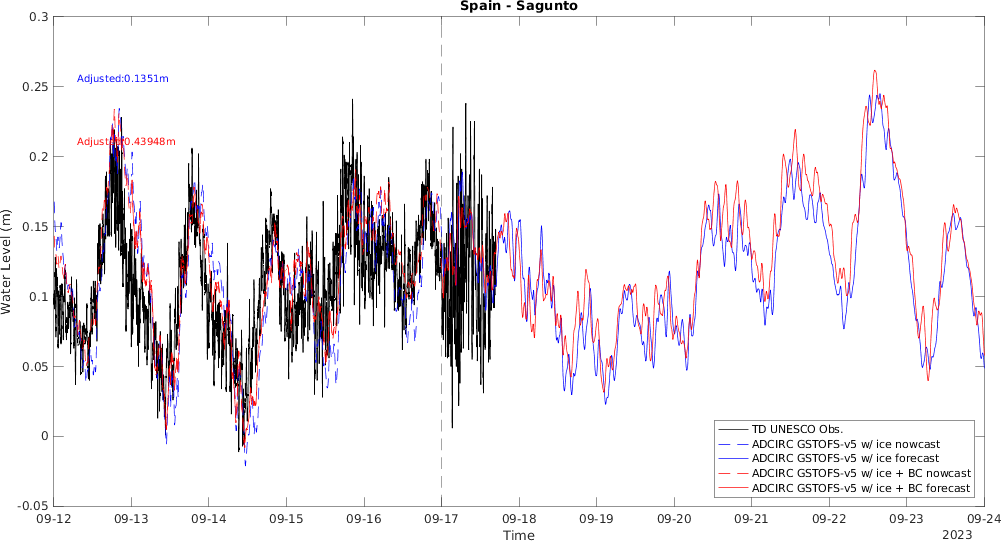 Spain - Sagunto
0.3
0.25
0.2
0.15
0.1
0.05
0
-0.05
Water Level (m)
Adjusted:0.1351m
Adjusted:0.43948m
TD UNESCO Obs.
ADCIRC GSTOFS-v5 w/ ice nowcast
ADCIRC GSTOFS-v5 w/ ice forecast
ADCIRC GSTOFS-v5 w/ ice + BC nowcast
ADCIRC GSTOFS-v5 w/ ice + BC forecast
09-12 09-13 09-14 09-15 09-16 09-17 09-18 09-19 09-20 09-21 09-22 09-23 09-24
Time
2023